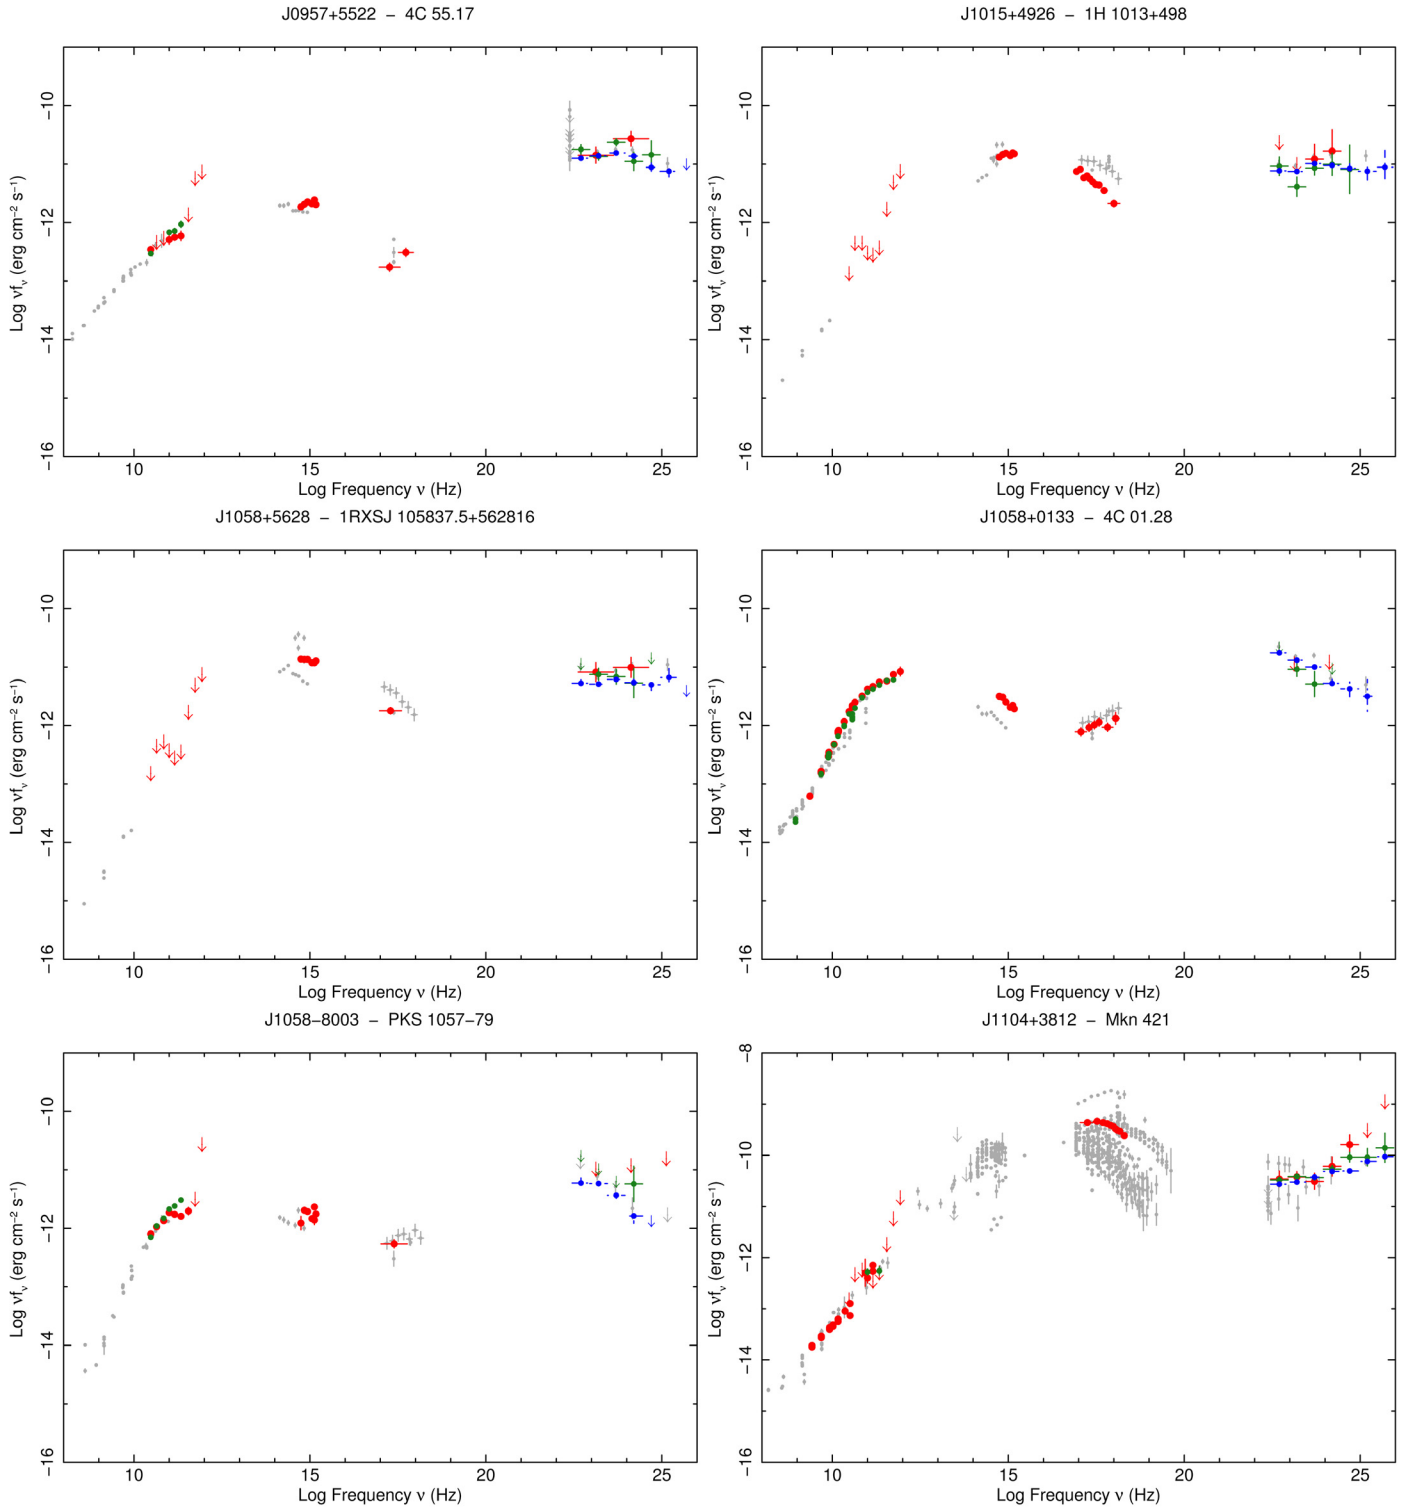 J0957+5522 − 4C 55.17
−10
−12
−14
−16
Log νfν (erg cm−2 s−1)
10 15 20 25
Log Frequency ν (Hz)
J1015+4926 − 1H 1013+498
−10
−12
−14
−16
Log νfν (erg cm−2 s−1)
10 15 20 25
Log Frequency ν (Hz)
J1058+5628 − 1RXSJ 105837.5+562816
−10
−12
−14
−16
Log νfν (erg cm−2 s−1)
10 15 20 25
Log Frequency ν (Hz)
J1058+0133 − 4C 01.28
−10
−12
−14
−16
Log νfν (erg cm−2 s−1)
10 15 20 25
Log Frequency ν (Hz)
J1058−8003 − PKS 1057−79
−10
−12
−14
−16
Log νfν (erg cm−2 s−1)
10 15 20 25
Log Frequency ν (Hz)
J1104+3812 − Mkn 421
−8
−10
−12
−14
−16
Log νfν (erg cm−2 s−1)
10 15 20 25
Log Frequency ν (Hz)